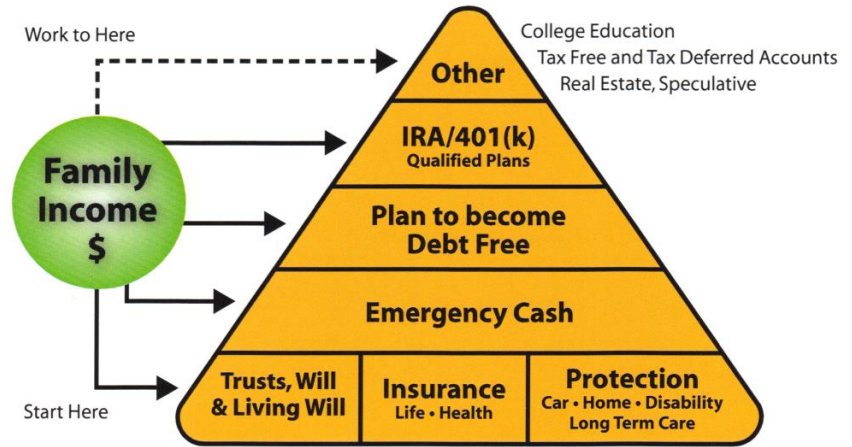 Work to Here
College Education
Tax Free and Tax Deferred Accounts
Real Estate, Speculative
Other
IRA/401(k)
Qualified Plans
Family
Income
$
Plan to become
Debt Free
Emergency Cash
Start Here
Trusts, Will
& Living Will
Insurance
Life • Health
Protection
Car • Home • Disability
Long Term Care